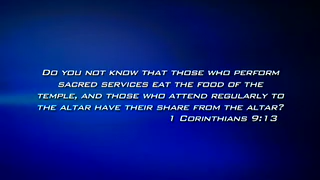 Do you not know that those who perform
sacred services eat the food of the
temple, and those who attend regularly to
the altar have their share from the altar?
1 Corinthians 9:13